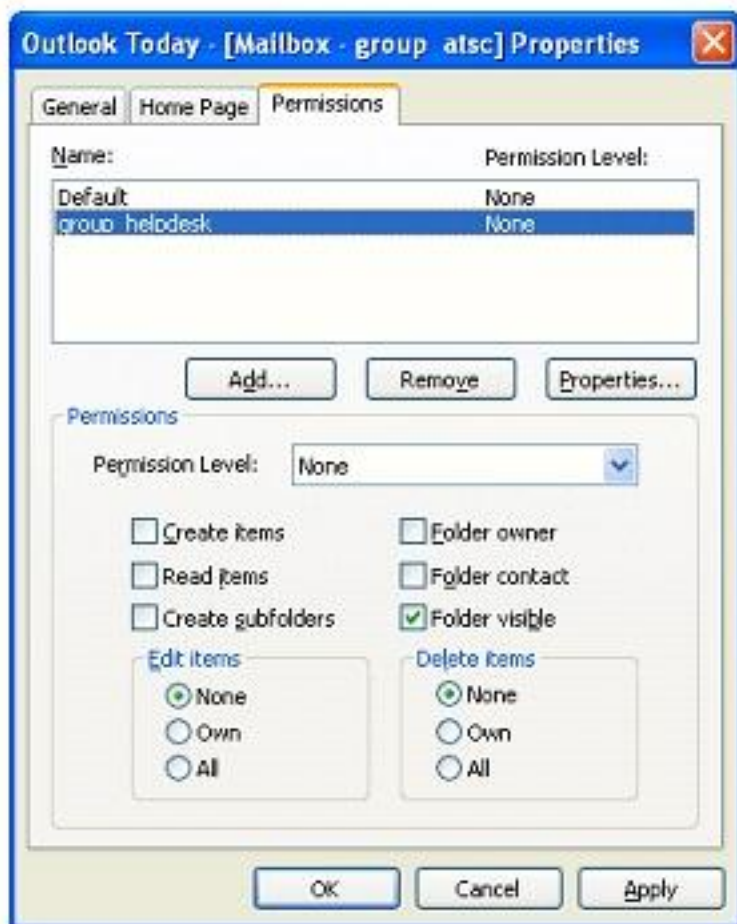 Outlook Today - [Mailbox - group atsc] Properties
General Home Page Permissions
Name: Permission Level:
Default None
group helpdesk None
Add... Remove Properties...
Permissions
Permission Level: None
Create items Folder owner
Read items Folder contact
Create subfolders Folder visible
Edit items Delete items
None None
Own Own
All All
OK Cancel Apply